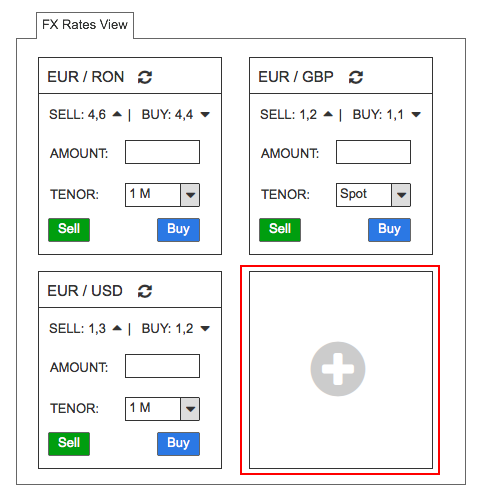 FX Rates View
EUR / RON
SELL: 4,6 | BUY: 4,4
AMOUNT:
TENOR: 1 M
Sell Buy
EUR / GBP
SELL: 1,2 | BUY: 1,1
AMOUNT:
TENOR: Spot
Sell Buy
EUR / USD
SELL: 1,3 | BUY: 1,2
AMOUNT:
TENOR: 1 M
Sell Buy